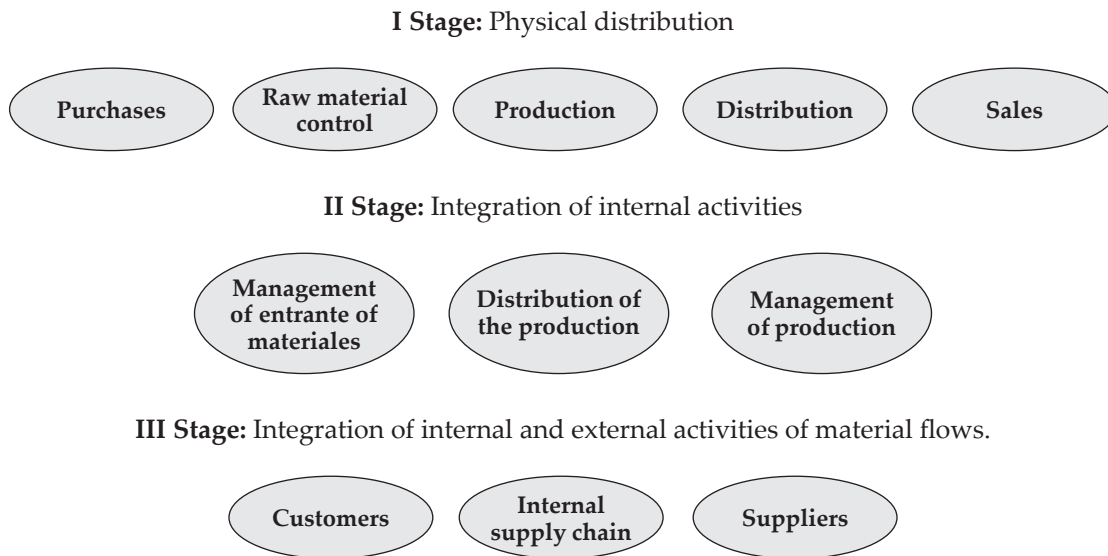 I Stage: Physical distribution
Purchases
Raw material
control
Production
Distribution
Sales
II Stage: Integration of internal activities
Management
of entrante of
materiales
Distribution of
the production
Management
of production
III Stage: Integration of internal and external activities of material flows.
Customers
Internal
supply chain
Suppliers